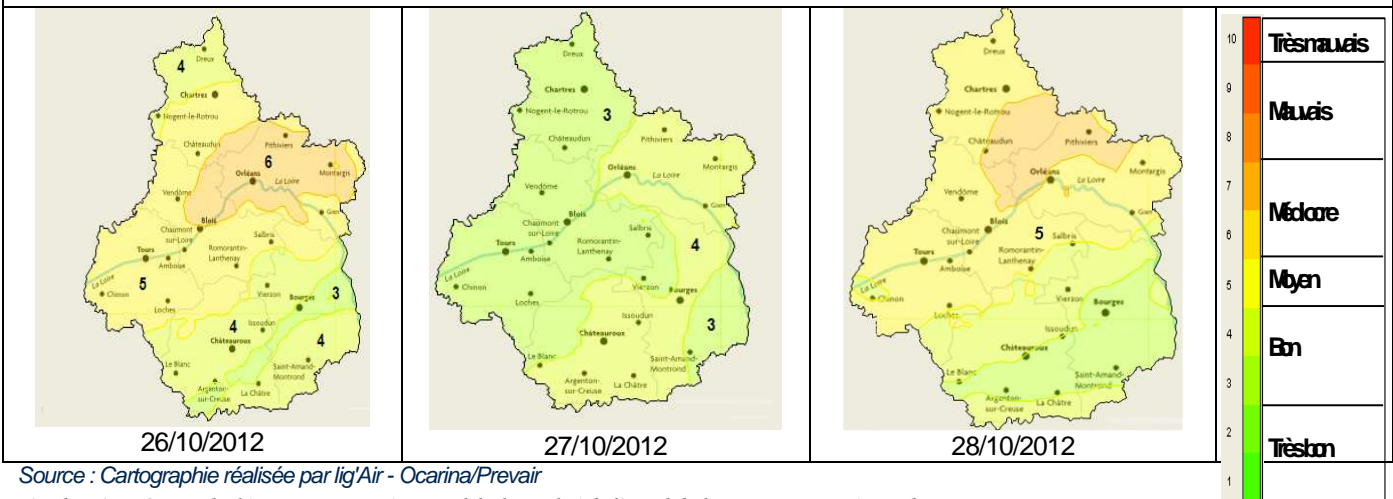 4
Dreux
Chartres
Nogent-le-Rotrou
Châteaudun
Pithiviers
6
Orléans
La Loire
Montargis
Vendôme
Blois
Gien
Chaumont
sur-Loire
Salbris
Tours
Amboise
Romorantin-
Lanthenay
La Loire
5
Chinon
Loches
Vierzon
Bourges
3
4
Issoudun
Châteauroux
4
Le Blanc
Saint-Amand-
Montrond
Argenton-
sur-Creuse
La Châtre
26/10/2012
Dreux
Chartres
Nogent-le-Rotrou
3
Châteaudun
Pithiviers
Orléans
La Loire
Montargis
Vendôme
Blois
Gien
Chaumont
sur-Loire
Salbris
Tours
Amboise
Romorantin-
Lanthenay
4
La Loire
Chinon
Loches
Vierzon
Bourges
Issoudun
3
Châteauroux
Le Blanc
Saint-Amand-
Montrond
Argenton-
sur-Creuse
La Châtre
27/10/2012
Dreux
Chartres
Nogent-le-Rotrou
Châteaudun
Pithiviers
Orléans
La Loire
Montargis
Vendôme
Blois
Gien
Chaumont
sur-Loire
5
Salbris
Tours
Amboise
Romorantin-
Lanthenay
La Loire
Chinon
Loches
Vierzon
Bourges
Issoudun
Châteauroux
Le Blanc
Saint-Amand-
Montrond
Argenton-
sur-Creuse
La Châtre
28/10/2012
10
Très mauvais
9
Mauvais
8
7
Médiocre
6
5
Moyen
4
Bon
3
2
Très bon
1
Source : Cartographie réalisée par lig'Air - Ocarina/Prevair